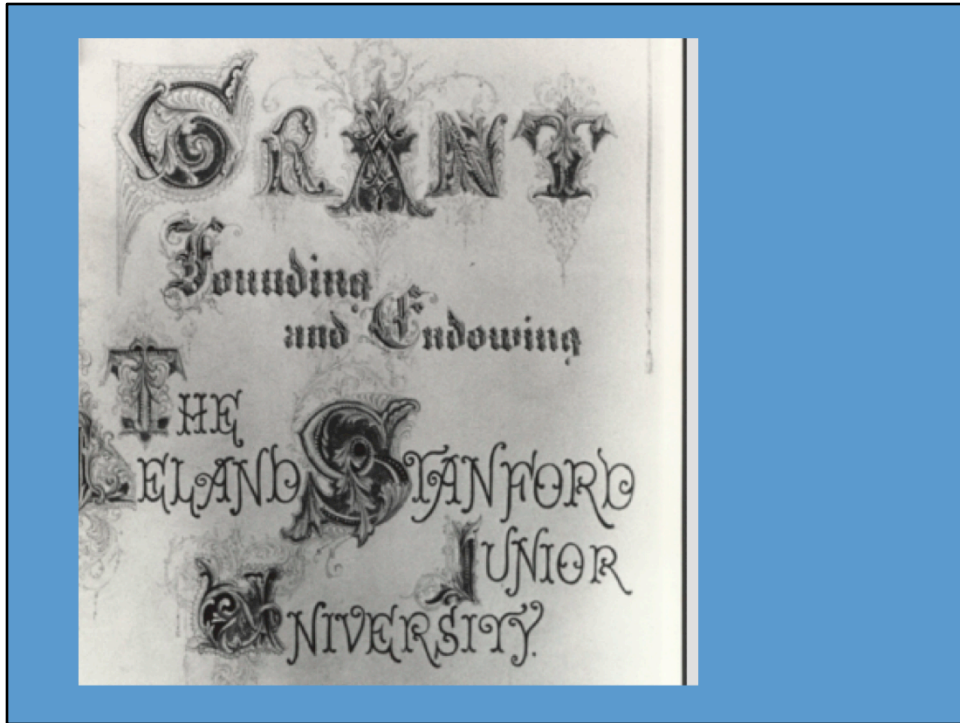 GRANT
Founding
and Endowing
THE
LELAND STANFORD
JUNIOR
UNIVERSITY.